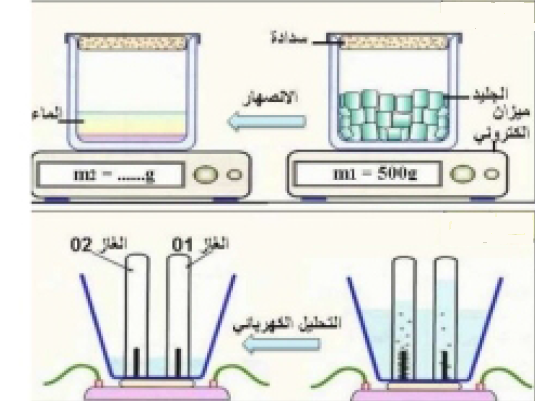 سدادة
الجليد
ميزان
الكتروني
الانصهار
الماء
m1 = 500g
m2 = ......g
الغاز 01
الغاز 02
التحليل الكهربائي